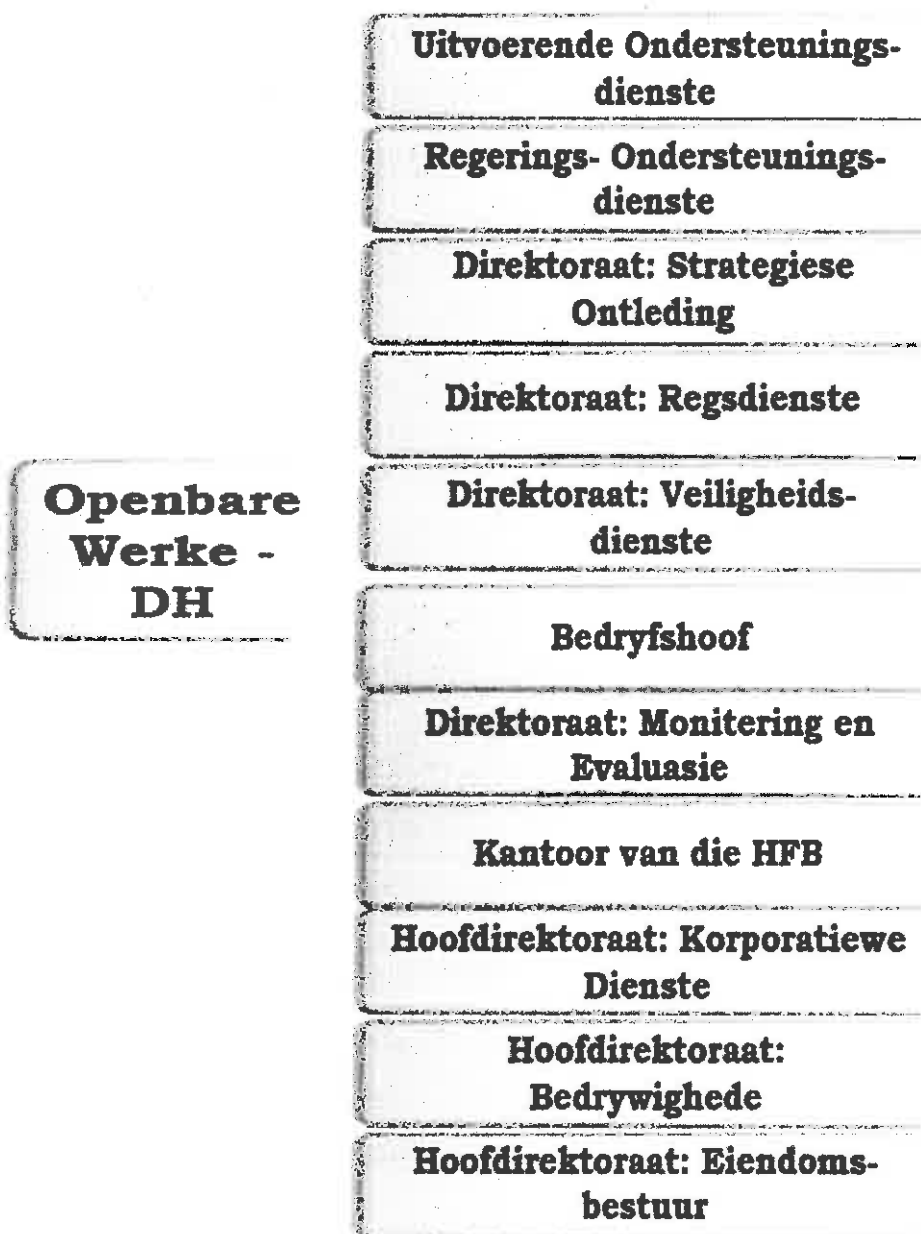 Openbare
Werke -
DH
Uitvoerende Ondersteunings-
dienste
Regerings- Ondersteunings-
dienste
Direktoraat: Strategiese
Ontleding
Direktoraat: Regsdienste
Direktoraat: Veiligheids-
dienste
Bedryfshoof
Direktoraat: Monitering en
Evaluasie
Kantoor van die HFB
Hoofdirektoraat: Korporatiewe
Dienste
Hoofdirektoraat:
Bedrywighede
Hoofdirektoraat: Eiendoms-
bestuur